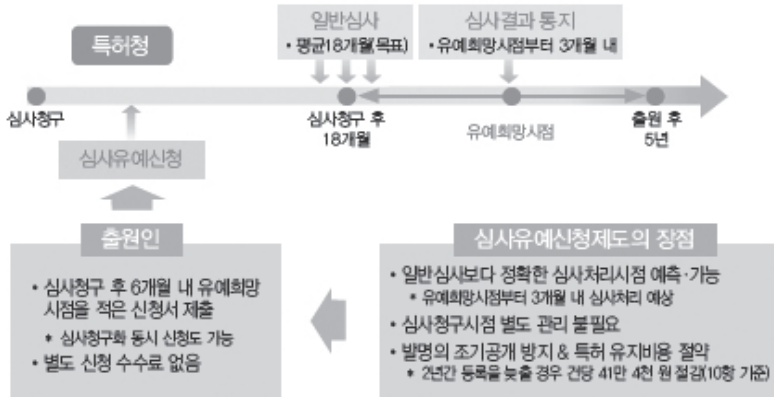 일반심사
• 평균18개월(목표)
심사결과 통지
• 유예희망시점부터 3개월 내
특허청
심사청구
심사청구 후
18개월
유예희망시점
출원 후
5년
심사유예신청
출원인
• 심사청구 후 6개월 내 유예희망
시점을 적은 신청서 제출
* 심사청구화 동시 신청도 가능
• 별도 신청 수수료 없음
심사유예신청제도의 장점
• 일반심사보다 정확한 심사처리시점 예측·가능
* 유예희망시점부터 3개월 내 심사처리 예상
• 심사청구시점 별도 관리 불필요
• 발명의 조기공개 방지 & 특허 유지비용 절약
* 2년간 등록을 늦출 경우 건당 41만 4천 원 절감(10항 기준)